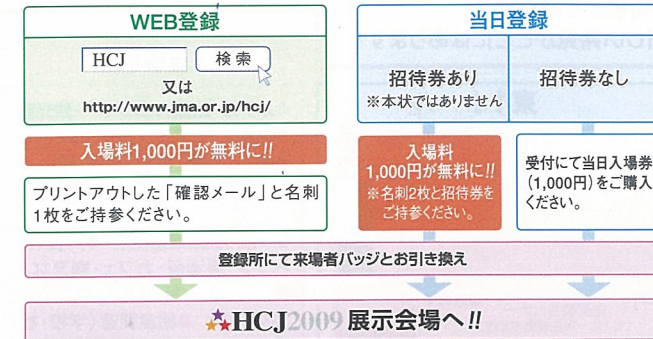 WEB登録
HCJ 検索
又は
http://www.jma.or.jp/hcj/
入場料1,000円が無料に!!
プリントアウトした「確認メール」と名刺
1枚をご持参ください。
当日登録
招待券あり
※本状ではありません
招待券なし
入場料
1,000円が無料に!!
※名刺2枚と招待券を
ご持参ください。
受付にて当日入場券
(1,000円)をご購入
ください。
登録所にて来場者バッジとお引き換え
HCJ2009 展示会場へ!!